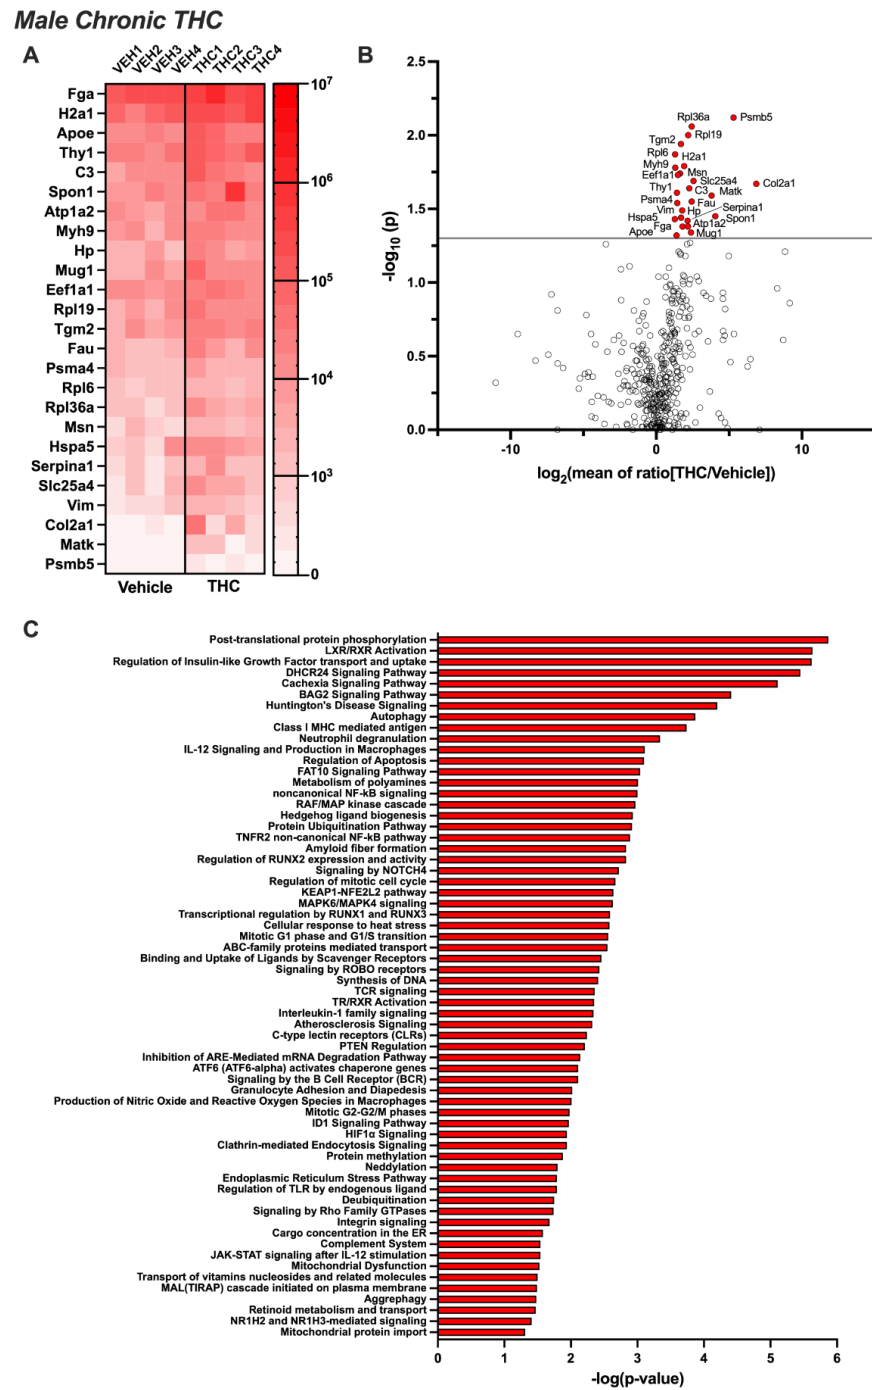 Male Chronic THC
A
VEH1 VEH2 VEH3 VEH4 THC1 THC2 THC3 THC4
Fga
H2a1
Apoe
Thy1
C3
Spon1
Atp1a2
Myh9
Hp
Mug1
Eef1a1
Rpl19
Tgm2
Fau
Psma4
Rpl6
Rpl36a
Msn
Hspa5
Serpina1
Slc25a4
Vim
Col2a1
Matk
Psmb5
Vehicle THC
10⁷
10⁶
10⁵
10⁴
10³
0
B
-log₁₀ (p)
2.5
2.0
1.5
1.0
0.5
0.0
Rpl36a Psmb5
Tgm2 Rpl19
Rpl6 H2a1
Myh9 Msn
Eef1a1 Slc25a4 Col2a1
Thy1 C3 Matk
Psma4 Fau
Vim Hp Serpina1
Hspa5 Spon1
Fga Atp1a2
Apoe Mug1
-10 0 10
log₂(mean of ratio[THC/Vehicle])
C
Post-translational protein phosphorylation
LXR/RXR Activation
Regulation of Insulin-like Growth Factor transport and uptake
DHCR24 Signaling Pathway
Cachexia Signaling Pathway
BAG2 Signaling Pathway
Huntington's Disease Signaling
Autophagy
Class I MHC mediated antigen
Neutrophil degranulation
IL-12 Signaling and Production in Macrophages
Regulation of Apoptosis
FAT10 Signaling Pathway
Metabolism of polyamines
noncanonical NF-kB signaling
RAF/MAP kinase cascade
Hedgehog ligand biogenesis
Protein Ubiquitination Pathway
TNFR2 non-canonical NF-kB pathway
Amyloid fiber formation
Regulation of RUNX2 expression and activity
Signaling by NOTCH4
Regulation of mitotic cell cycle
KEAP1-NFE2L2 pathway
MAPK6/MAPK4 signaling
Transcriptional regulation by RUNX1 and RUNX3
Cellular response to heat stress
Mitotic G1 phase and G1/S transition
ABC-family proteins mediated transport
Binding and Uptake of Ligands by Scavenger Receptors
Signaling by ROBO receptors
Synthesis of DNA
TCR signaling
TR/RXR Activation
Interleukin-1 family signaling
Atherosclerosis Signaling
C-type lectin receptors (CLRs)
PTEN Regulation
Inhibition of ARE-Mediated mRNA Degradation Pathway
ATF6 (ATF6-alpha) activates chaperone genes
Signaling by the B Cell Receptor (BCR)
Granulocyte Adhesion and Diapedesis
Production of Nitric Oxide and Reactive Oxygen Species in Macrophages
Mitotic G2-G2/M phases
ID1 Signaling Pathway
HIF1α Signaling
Clathrin-mediated Endocytosis Signaling
Protein methylation
Neddylation
Endoplasmic Reticulum Stress Pathway
Regulation of TLR by endogenous ligand
Deubiquitination
Signaling by Rho Family GTPases
Integrin signaling
Cargo concentration in the ER
Complement System
JAK-STAT signaling after IL-12 stimulation
Mitochondrial Dysfunction
Transport of vitamins nucleosides and related molecules
MAL(TIRAP) cascade initiated on plasma membrane
Aggrephagy
Retinoid metabolism and transport
NR1H2 and NR1H3-mediated signaling
Mitochondrial protein import
0 1 2 3 4 5 6
-log(p-value)